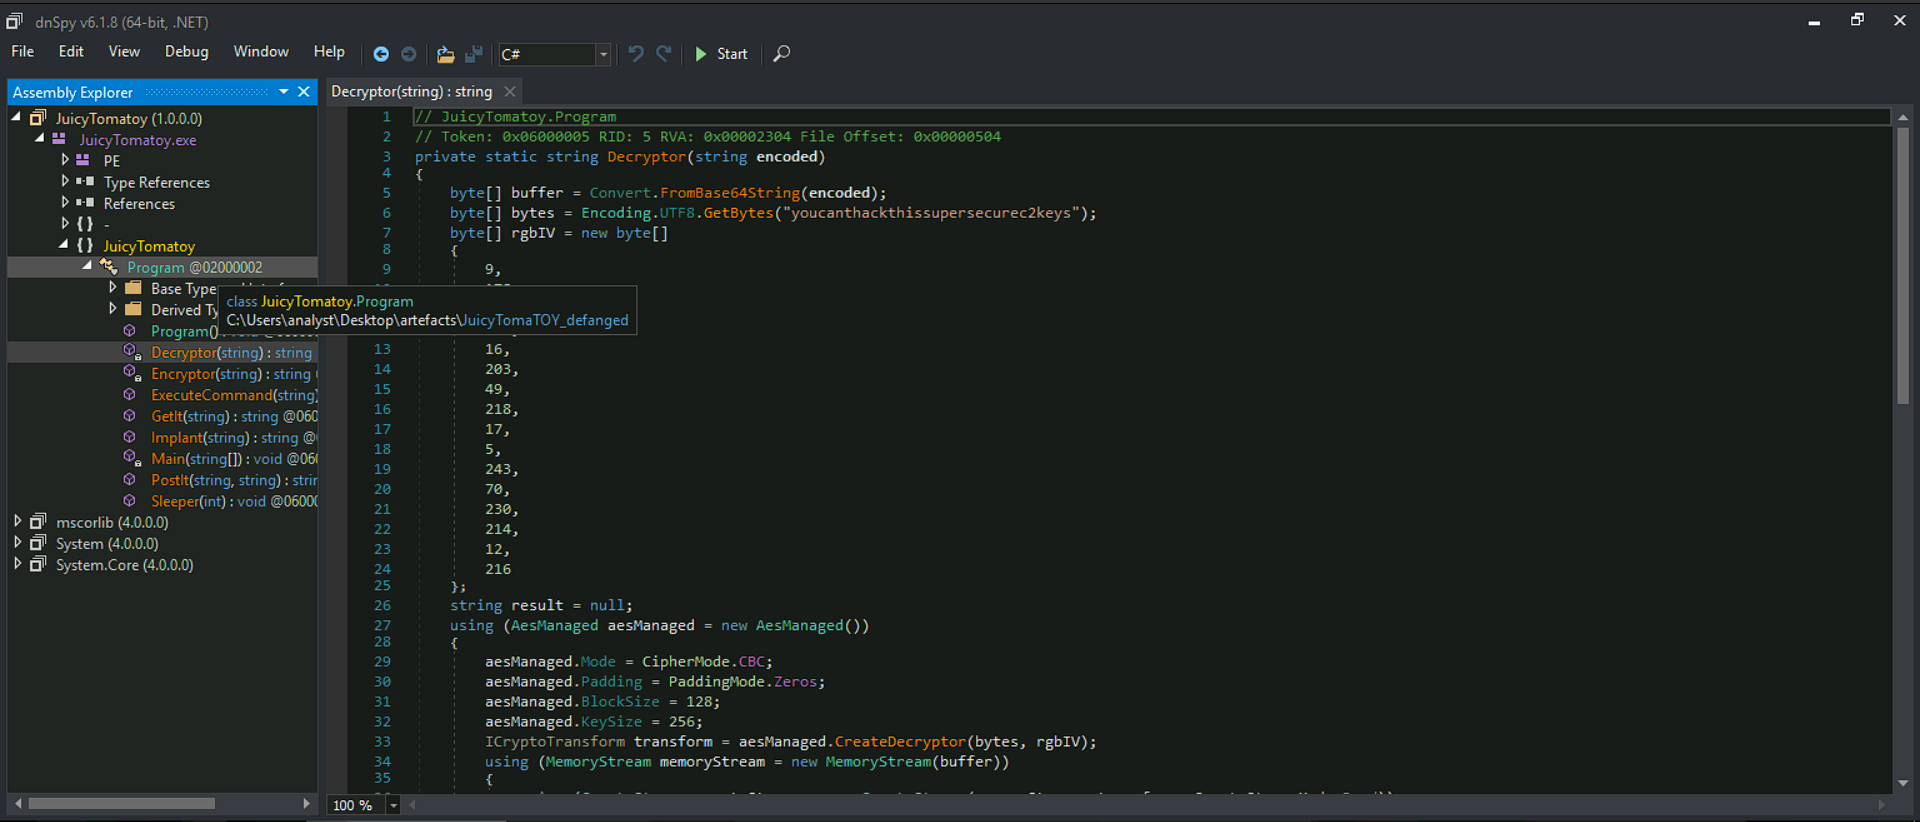 dnSpy v6.1.8 (64-bit, .NET)
File Edit View Debug Window Help C# Start
Assembly Explorer
JuicyTomatoy (1.0.0.0)
JuicyTomatoy.exe
PE
Type References
References
{ } -
{ } JuicyTomatoy
Program @02000002
Base Type
Derived Ty
Program()
Decryptor(string) : string
Encryptor(string) : string
ExecuteCommand(string)
GetIt(string) : string @060
Implant(string) : string @
Main(string[]) : void @06
PostIt(string, string) : strin
Sleeper(int) : void @0600
mscorlib (4.0.0.0)
System (4.0.0.0)
System.Core (4.0.0.0)
class JuicyTomatoy.Program
C:\Users\analyst\Desktop\artefacts\JuicyTomaTOY_defanged
Decryptor(string) : string
1 // JuicyTomatoy.Program
2 // Token: 0x06000005 RID: 5 RVA: 0x00002304 File Offset: 0x00000504
3 private static string Decryptor(string encoded)
4 {
5 byte[] buffer = Convert.FromBase64String(encoded);
6 byte[] bytes = Encoding.UTF8.GetBytes("youcanthackthissupersecurec2keys");
7 byte[] rgbIV = new byte[]
8 {
9 9,
13 16,
14 203,
15 49,
16 218,
17 17,
18 5,
19 243,
20 70,
21 230,
22 214,
23 12,
24 216
25 };
26 string result = null;
27 using (AesManaged aesManaged = new AesManaged())
28 {
29 aesManaged.Mode = CipherMode.CBC;
30 aesManaged.Padding = PaddingMode.Zeros;
31 aesManaged.BlockSize = 128;
32 aesManaged.KeySize = 256;
33 ICryptoTransform transform = aesManaged.CreateDecryptor(bytes, rgbIV);
34 using (MemoryStream memoryStream = new MemoryStream(buffer))
35 {
100 %